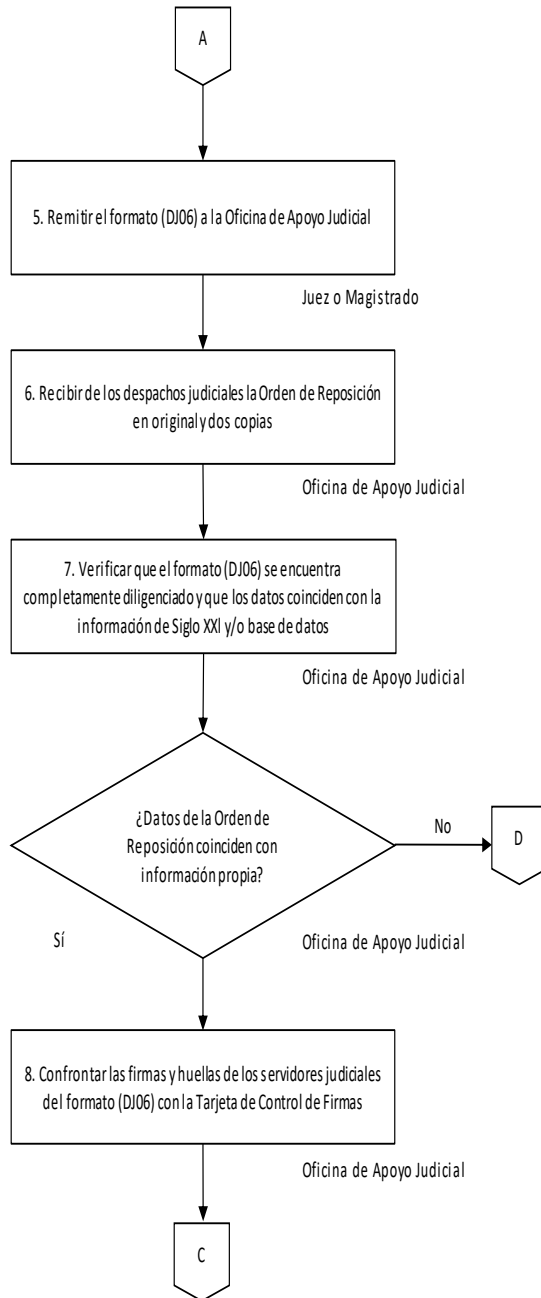 A
5. Remitir el formato (DJ06) a la Oficina de Apoyo Judicial
Juez o Magistrado
6. Recibir de los despachos judiciales la Orden de Reposición
en original y dos copias
Oficina de Apoyo Judicial
7. Verificar que el formato (DJ06) se encuentra
completamente diligenciado y que los datos coinciden con la
información de Siglo XXI y/o base de datos
Oficina de Apoyo Judicial
¿Datos de la Orden de
Reposición coinciden con
información propia?
No
D
Sí
Oficina de Apoyo Judicial
8. Confrontar las firmas y huellas de los servidores judiciales
del formato (DJ06) con la Tarjeta de Control de Firmas
Oficina de Apoyo Judicial
C